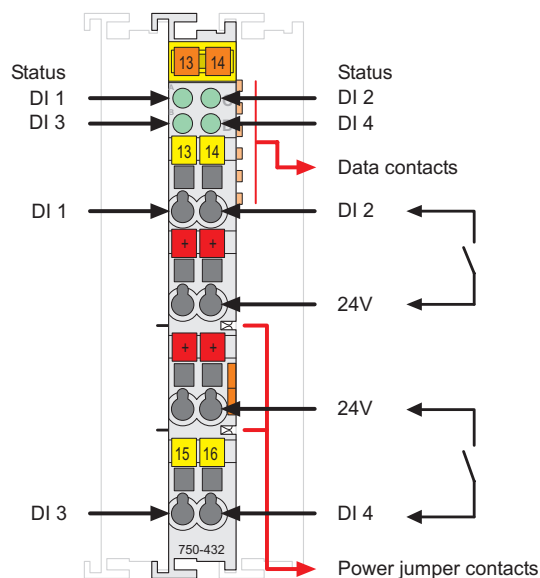 13 14
Status
Status
A C
DI 1
DI 2
B D
DI 3
DI 4
13 14
Data contacts
DI 1
DI 2
+ +
24V
+ +
24V
15 16
DI 3
DI 4
750-432
Power jumper contacts